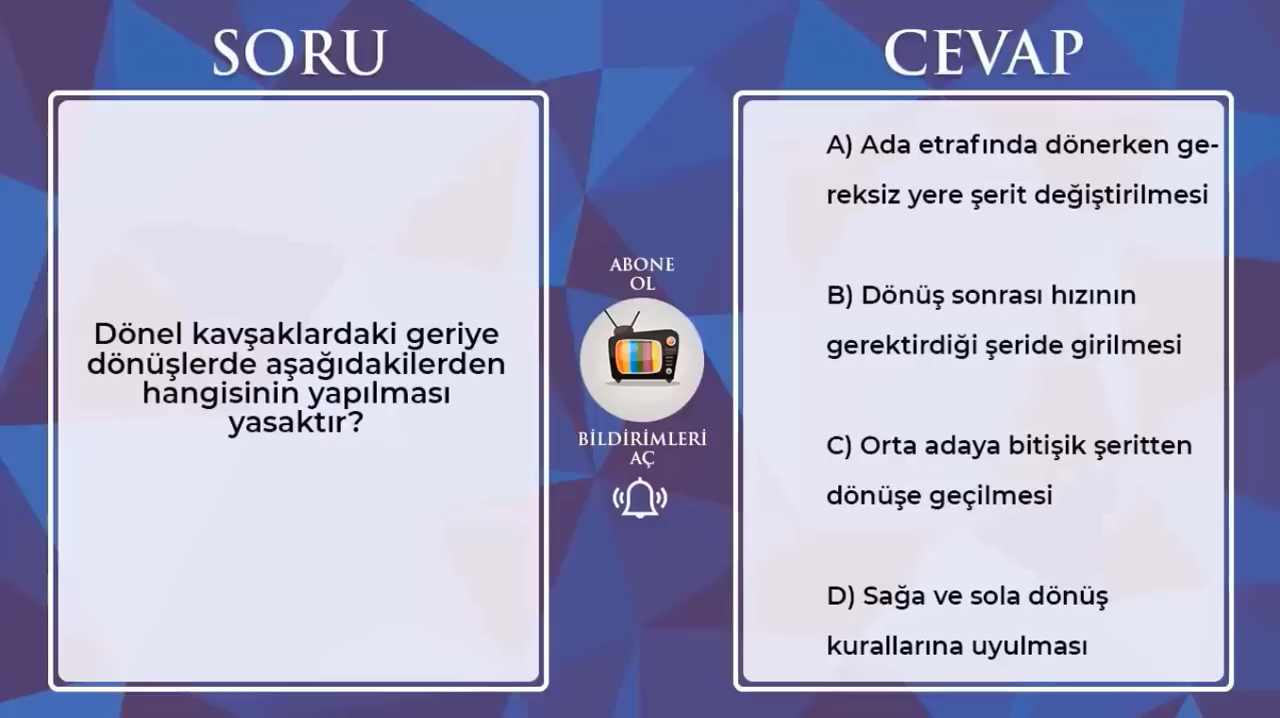 SORU
Dönel kavşaklardaki geriye
dönüşlerde aşağıdakilerden
hangisinin yapılması
yasaktır?
ABONE
OL
BİLDİRİMLERİ
AÇ
CEVAP
A) Ada etrafında dönerken ge-
reksiz yere şerit değiştirilmesi
B) Dönüş sonrası hızının
gerektirdiği şeride girilmesi
C) Orta adaya bitişik şeritten
dönüşe geçilmesi
D) Sağa ve sola dönüş
kurallarına uyulması